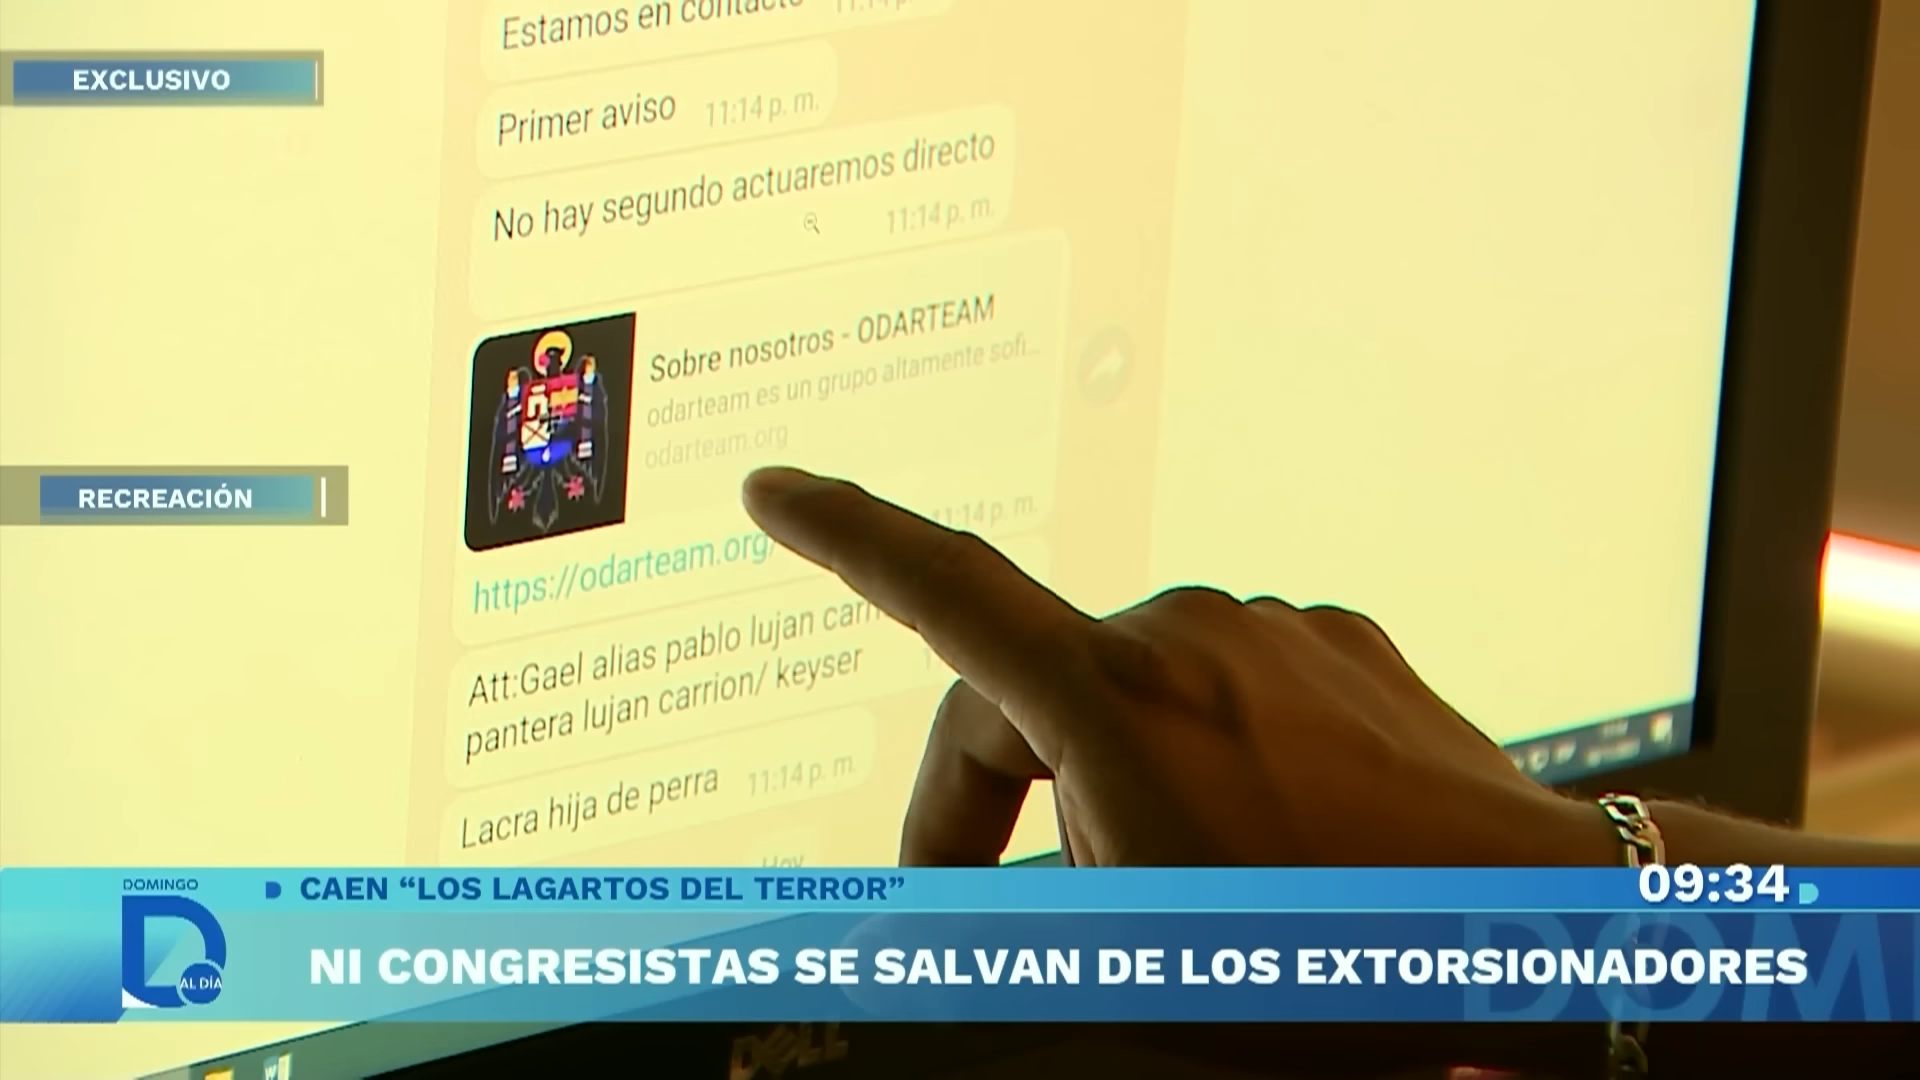 Estamos en contacto
EXCLUSIVO
Primer aviso 11:14 p. m.
No hay segundo actuaremos directo
11:14 p. m.
Sobre nosotros - ODARTEAM
odarteam es un grupo altamente sofi...
odarteam.org
RECREACIÓN
11:14 p. m.
https://odarteam.org/
Att:Gael alias pablo lujan carr
pantera lujan carrion/ keyser
Lacra hija de perra 11:14 p. m.
Hoy
DOMINGO
D AL DÍA
CAEN “LOS LAGARTOS DEL TERROR”
09:34
NI CONGRESISTAS SE SALVAN DE LOS EXTORSIONADORES
DOM
DELL